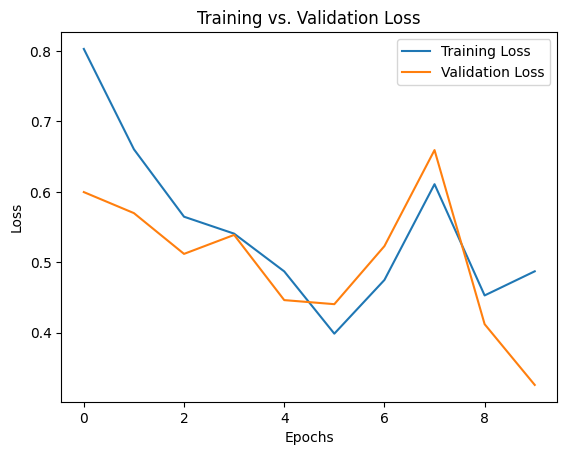 Training vs. Validation Loss
Training Loss
Validation Loss
0.8
0.7
0.6
0.5
0.4
Loss
0
2
4
6
8
Epochs